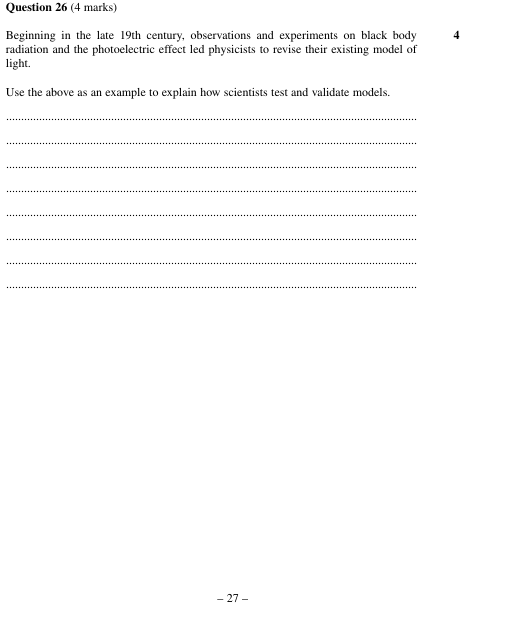 Question 26 (4 marks)
Beginning in the late 19th century, observations and experiments on black body 4
radiation and the photoelectric effect led physicists to revise their existing model of
light.
Use the above as an example to explain how scientists test and validate models.
– 27 –